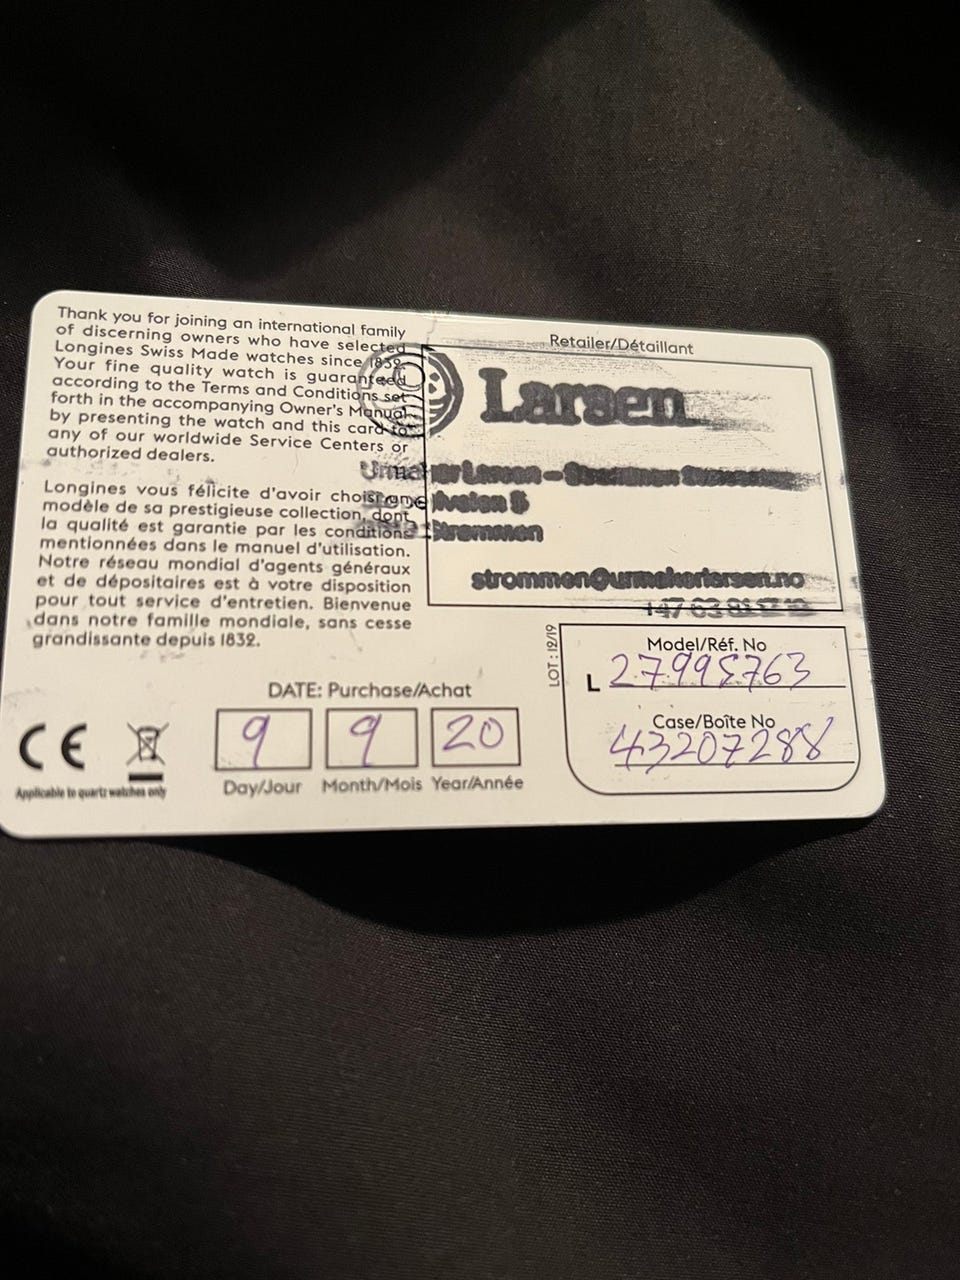 Thank you for joining an international family
of discerning owners who have selected
Longines Swiss Made watches since 1832.
Your fine quality watch is guaranteed
according to the Terms and Conditions set
forth in the accompanying Owner's Manual
by presenting the watch and this card to
any of our worldwide Service Centers or
authorized dealers.
Longines vous félicite d'avoir choisi un
modèle de sa prestigieuse collection, dont
la qualité est garantie par les conditions
mentionnées dans le manuel d'utilisation.
Notre réseau mondial d'agents généraux
et de dépositaires est à votre disposition
pour tout service d'entretien. Bienvenue
dans notre famille mondiale, sans cesse
grandissante depuis 1832.
Retailer/Détaillant
Larsen
Urmaker Larsen – Strømmen
Strømmen
strommen@urmakerlarsen.no
+47 63 81
LOT : 12/19
Model/Réf. No
L 27998763
Case/Boîte No
43207288
DATE: Purchase/Achat
9 9 20
Day/Jour Month/Mois Year/Année
CE
Applicable to quartz watches only